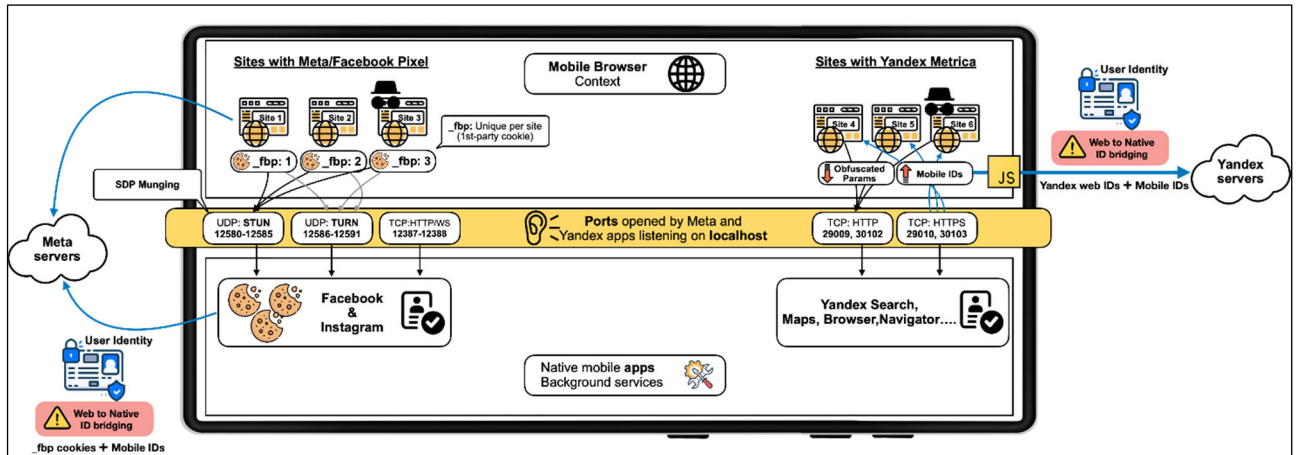 Sites with Meta/Facebook Pixel
Mobile Browser
Context
Sites with Yandex Metrica
User Identity
Site 1
Site 2
Site 3
_fbp: Unique per site
(1st-party cookie)
Site 4
Site 5
Site 6
Web to Native
ID bridging
_fbp: 1
_fbp: 2
_fbp: 3
Obfuscated
Params
Mobile IDs
JS
Yandex web IDs + Mobile IDs
Yandex
servers
SDP Munging
UDP: STUN
12580-12585
UDP: TURN
12586-12591
TCP:HTTP/WS
12387-12388
Ports opened by Meta and
Yandex apps listening on localhost
TCP: HTTP
29009, 30102
TCP: HTTPS
29010, 30103
Meta
servers
Facebook
&
Instagram
Yandex Search,
Maps, Browser,Navigator....
User Identity
Native mobile apps
Background services
Web to Native
ID bridging
_fbp cookies + Mobile IDs